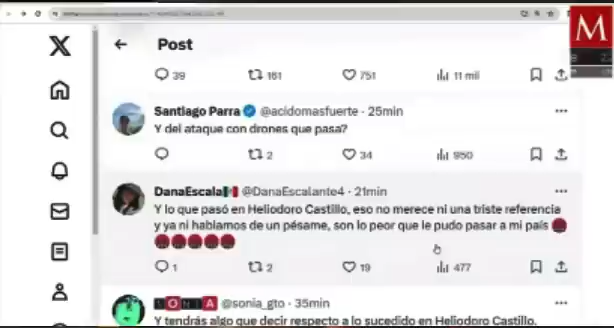 M
Post
39 161 751 11 mil
Santiago Parra @acidomasfuerte · 25min
Y del ataque con drones que pasa?
2 34 950
DanaEscala @DanaEscalante4 · 21min
Y lo que pasó en Heliodoro Castillo, eso no merece ni una triste referencia
y ya ni hablamos de un pésame, son lo peor que le pudo pasar a mi país
1 2 19 477
SONIA @sonia_gto · 35min
Y tendrás algo que decir respecto a lo sucedido en Heliodoro Castillo.